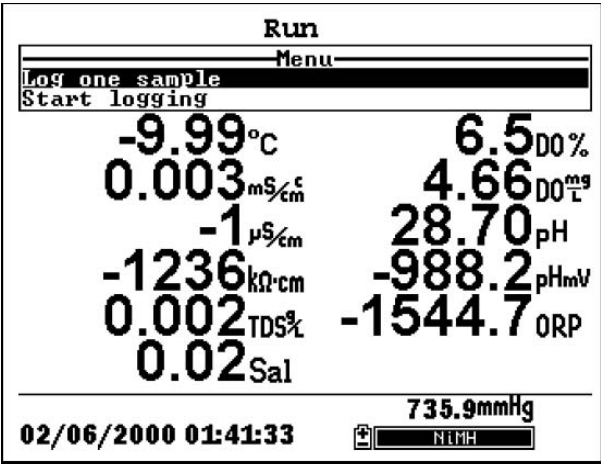 Run
Menu
Log one sample
Start logging
-9.99°C 6.5DO%
0.003mS/cm c 4.66DO mg/L
-1µS/cm 28.70pH
-1236kΩ·cm -988.2pHmV
0.002TDS g/L -1544.7ORP
0.02Sal
735.9mmHg
02/06/2000 01:41:33 NiMH